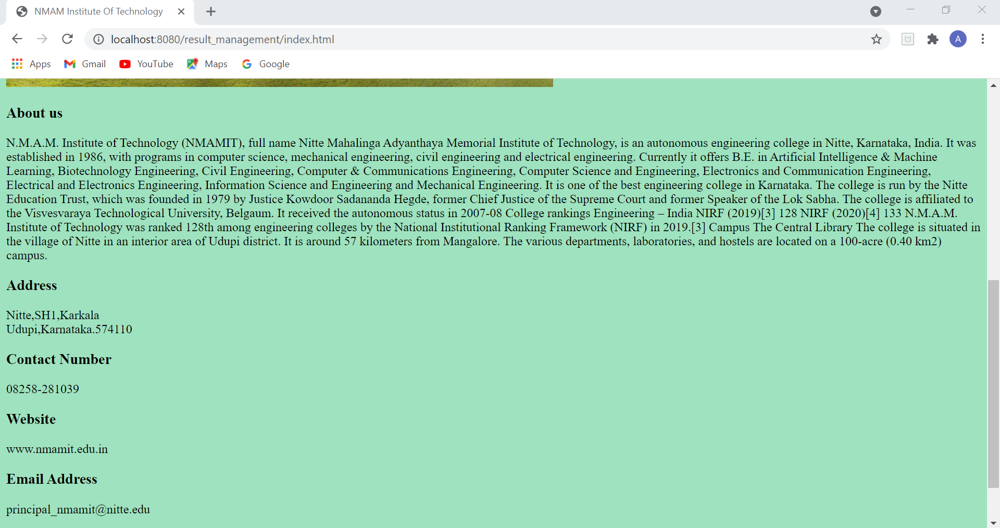 NMAM Institute Of Technology
localhost:8080/result_management/index.html
A
Apps Gmail YouTube Maps Google
About us
N.M.A.M. Institute of Technology (NMAMIT), full name Nitte Mahalinga Adyanthaya Memorial Institute of Technology, is an autonomous engineering college in Nitte, Karnataka, India. It was
established in 1986, with programs in computer science, mechanical engineering, civil engineering and electrical engineering. Currently it offers B.E. in Artificial Intelligence & Machine
Learning, Biotechnology Engineering, Civil Engineering, Computer & Communications Engineering, Computer Science and Engineering, Electronics and Communication Engineering,
Electrical and Electronics Engineering, Information Science and Engineering and Mechanical Engineering. It is one of the best engineering college in Karnataka. The college is run by the Nitte
Education Trust, which was founded in 1979 by Justice Kowdoor Sadananda Hegde, former Chief Justice of the Supreme Court and former Speaker of the Lok Sabha. The college is affiliated to
the Visvesvaraya Technological University, Belgaum. It received the autonomous status in 2007-08 College rankings Engineering – India NIRF (2019)[3] 128 NIRF (2020)[4] 133 N.M.A.M.
Institute of Technology was ranked 128th among engineering colleges by the National Institutional Ranking Framework (NIRF) in 2019.[3] Campus The Central Library The college is situated in
the village of Nitte in an interior area of Udupi district. It is around 57 kilometers from Mangalore. The various departments, laboratories, and hostels are located on a 100-acre (0.40 km2)
campus.
Address
Nitte,SH1,Karkala
Udupi,Karnataka.574110
Contact Number
08258-281039
Website
www.nmamit.edu.in
Email Address
principal_nmamit@nitte.edu